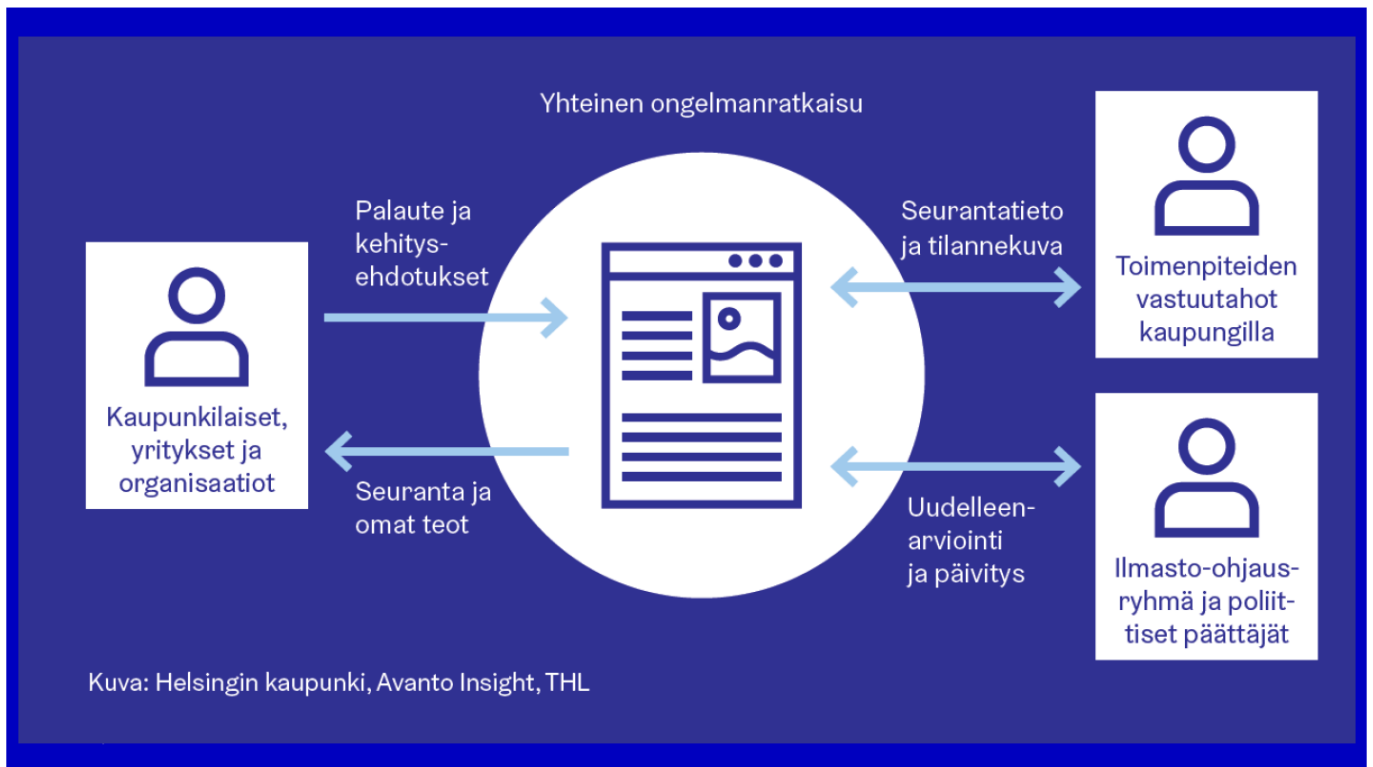 Yhteinen ongelmanratkaisu
Palaute ja
kehitys-
ehdotukset
Kaupunkilaiset,
yritykset ja
organisaatiot
Seuranta ja
omat teot
Seurantatieto
ja tilannekuva
Toimenpiteiden
vastuutahot
kaupungilla
Uudelleen-
arviointi
ja päivitys
Ilmasto-ohjaus-
ryhmä ja poliit-
tiset päättäjät
Kuva: Helsingin kaupunki, Avanto Insight, THL